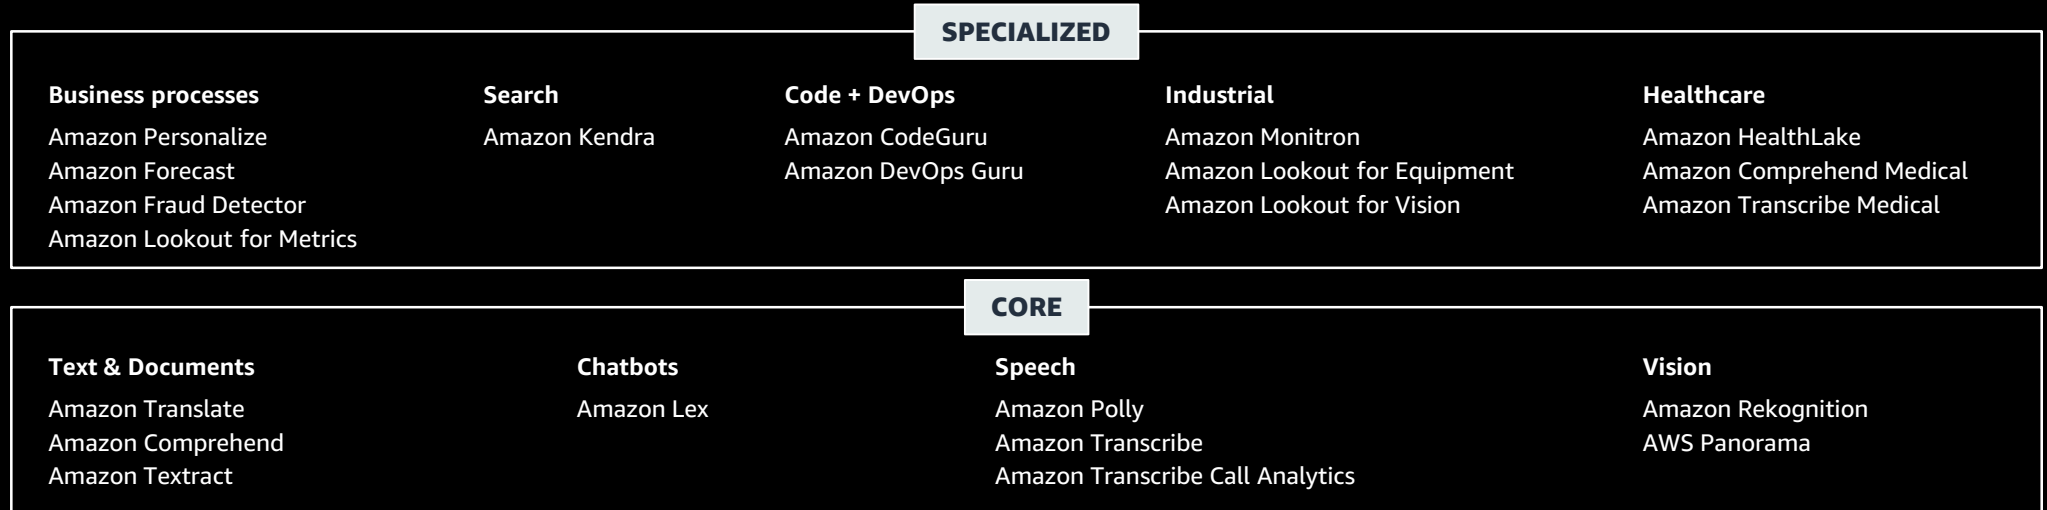 SPECIALIZED
Business processes
Amazon Personalize
Amazon Forecast
Amazon Fraud Detector
Amazon Lookout for Metrics
Search
Amazon Kendra
Code + DevOps
Amazon CodeGuru
Amazon DevOps Guru
Industrial
Amazon Monitron
Amazon Lookout for Equipment
Amazon Lookout for Vision
Healthcare
Amazon HealthLake
Amazon Comprehend Medical
Amazon Transcribe Medical
CORE
Text & Documents
Amazon Translate
Amazon Comprehend
Amazon Textract
Chatbots
Amazon Lex
Speech
Amazon Polly
Amazon Transcribe
Amazon Transcribe Call Analytics
Vision
Amazon Rekognition
AWS Panorama